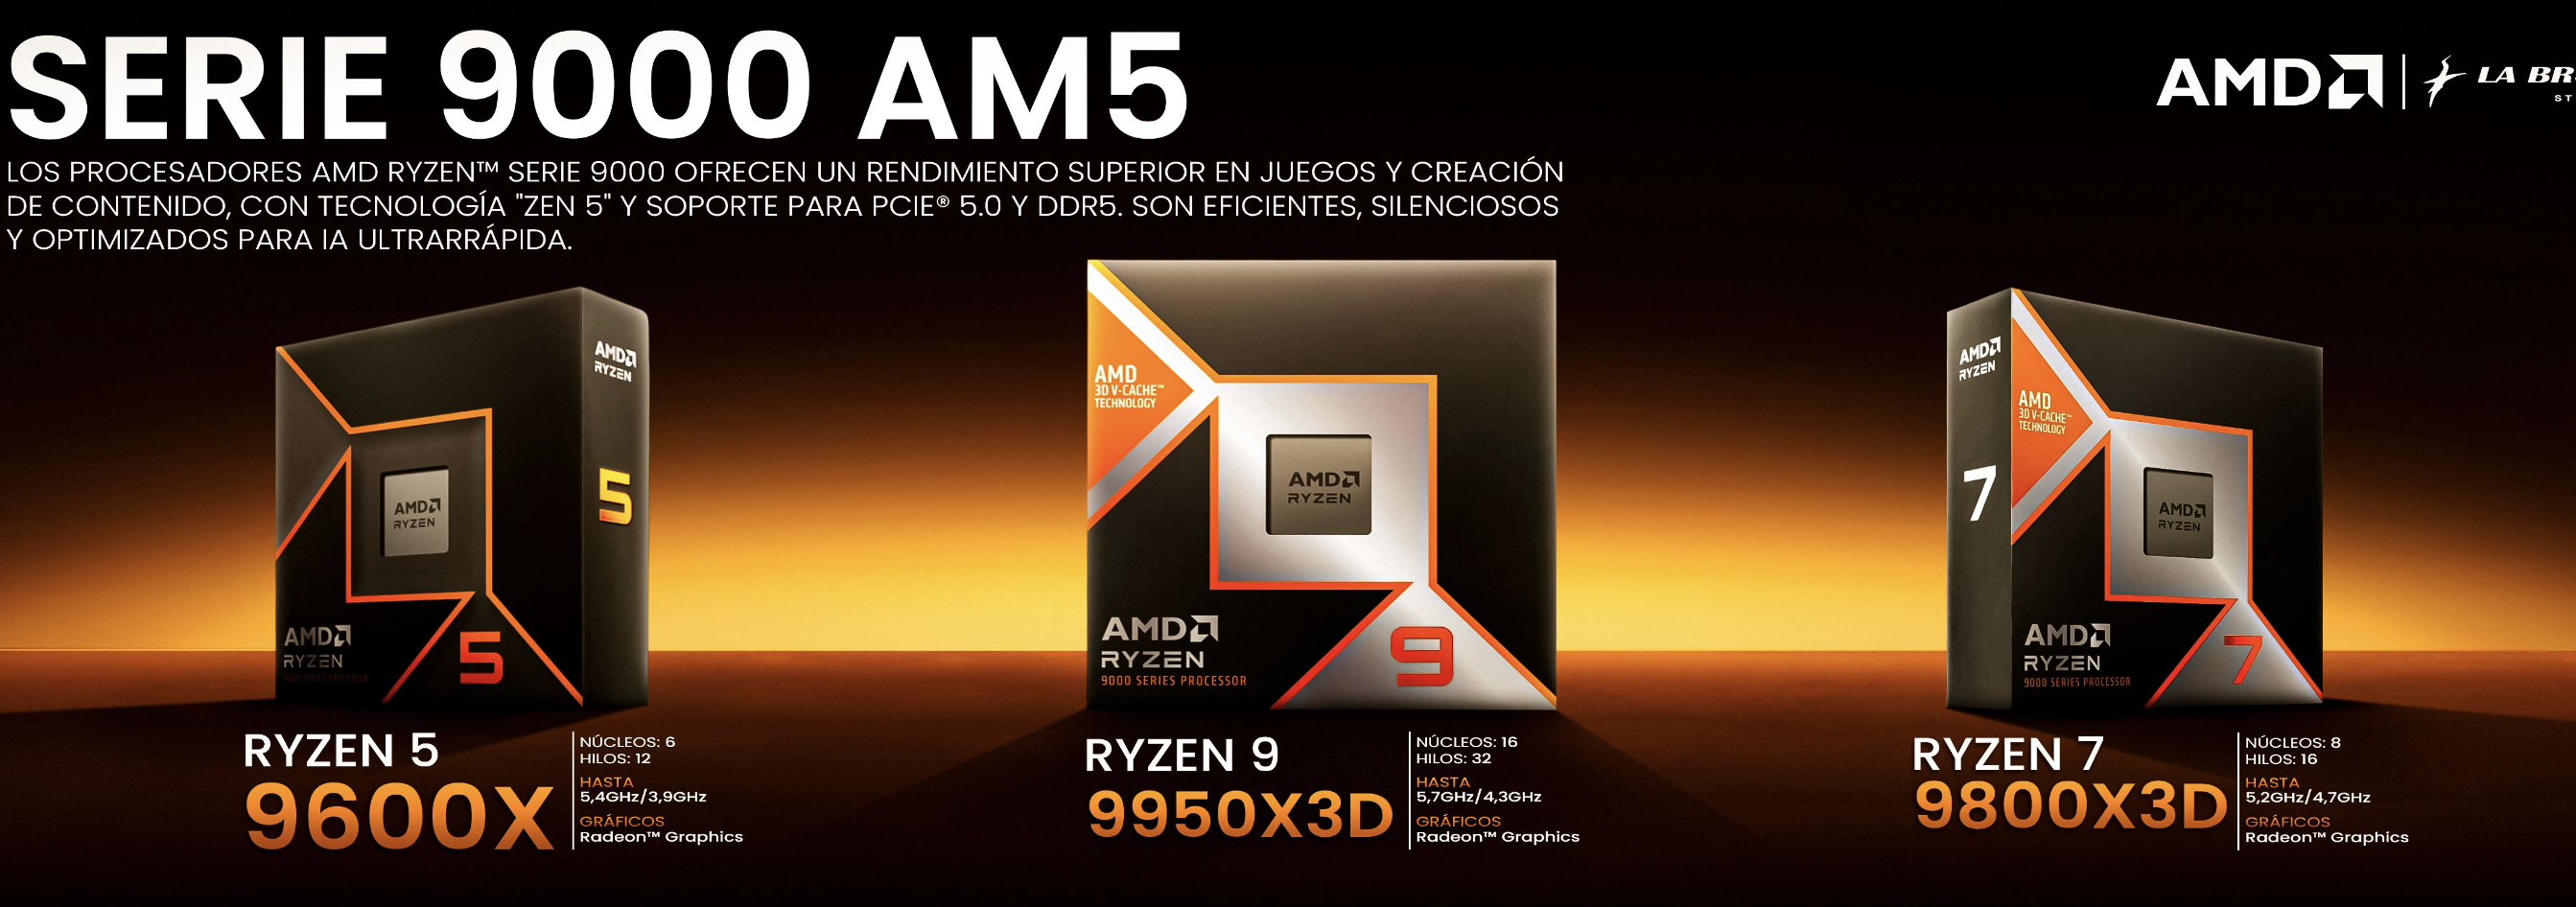 SERIE 9000 AM5
AMD
LA BR
ST
LOS PROCESADORES AMD RYZEN™ SERIE 9000 OFRECEN UN RENDIMIENTO SUPERIOR EN JUEGOS Y CREACIÓN
DE CONTENIDO, CON TECNOLOGÍA "ZEN 5" Y SOPORTE PARA PCIE® 5.0 Y DDR5. SON EFICIENTES, SILENCIOSOS
Y OPTIMIZADOS PARA IA ULTRARRÁPIDA.
AMD
RYZEN
5
AMD
RYZEN
AMD
RYZEN
9000 SERIES PROCESSOR
5
RYZEN 5
9600X
NÚCLEOS: 6
HILOS: 12
HASTA
5,4GHz/3,9GHz
GRÁFICOS
Radeon™ Graphics
AMD
3D V-CACHE™
TECHNOLOGY
AMD
RYZEN
AMD
RYZEN
9000 SERIES PROCESSOR
9
RYZEN 9
9950X3D
NÚCLEOS: 16
HILOS: 32
HASTA
5,7GHz/4,3GHz
GRÁFICOS
Radeon™ Graphics
AMD
RYZEN
7
AMD
3D V-CACHE™
TECHNOLOGY
AMD
RYZEN
AMD
RYZEN
9000 SERIES PROCESSOR
7
RYZEN 7
9800X3D
NÚCLEOS: 8
HILOS: 16
HASTA
5,2GHz/4,7GHz
GRÁFICOS
Radeon™ Graphics